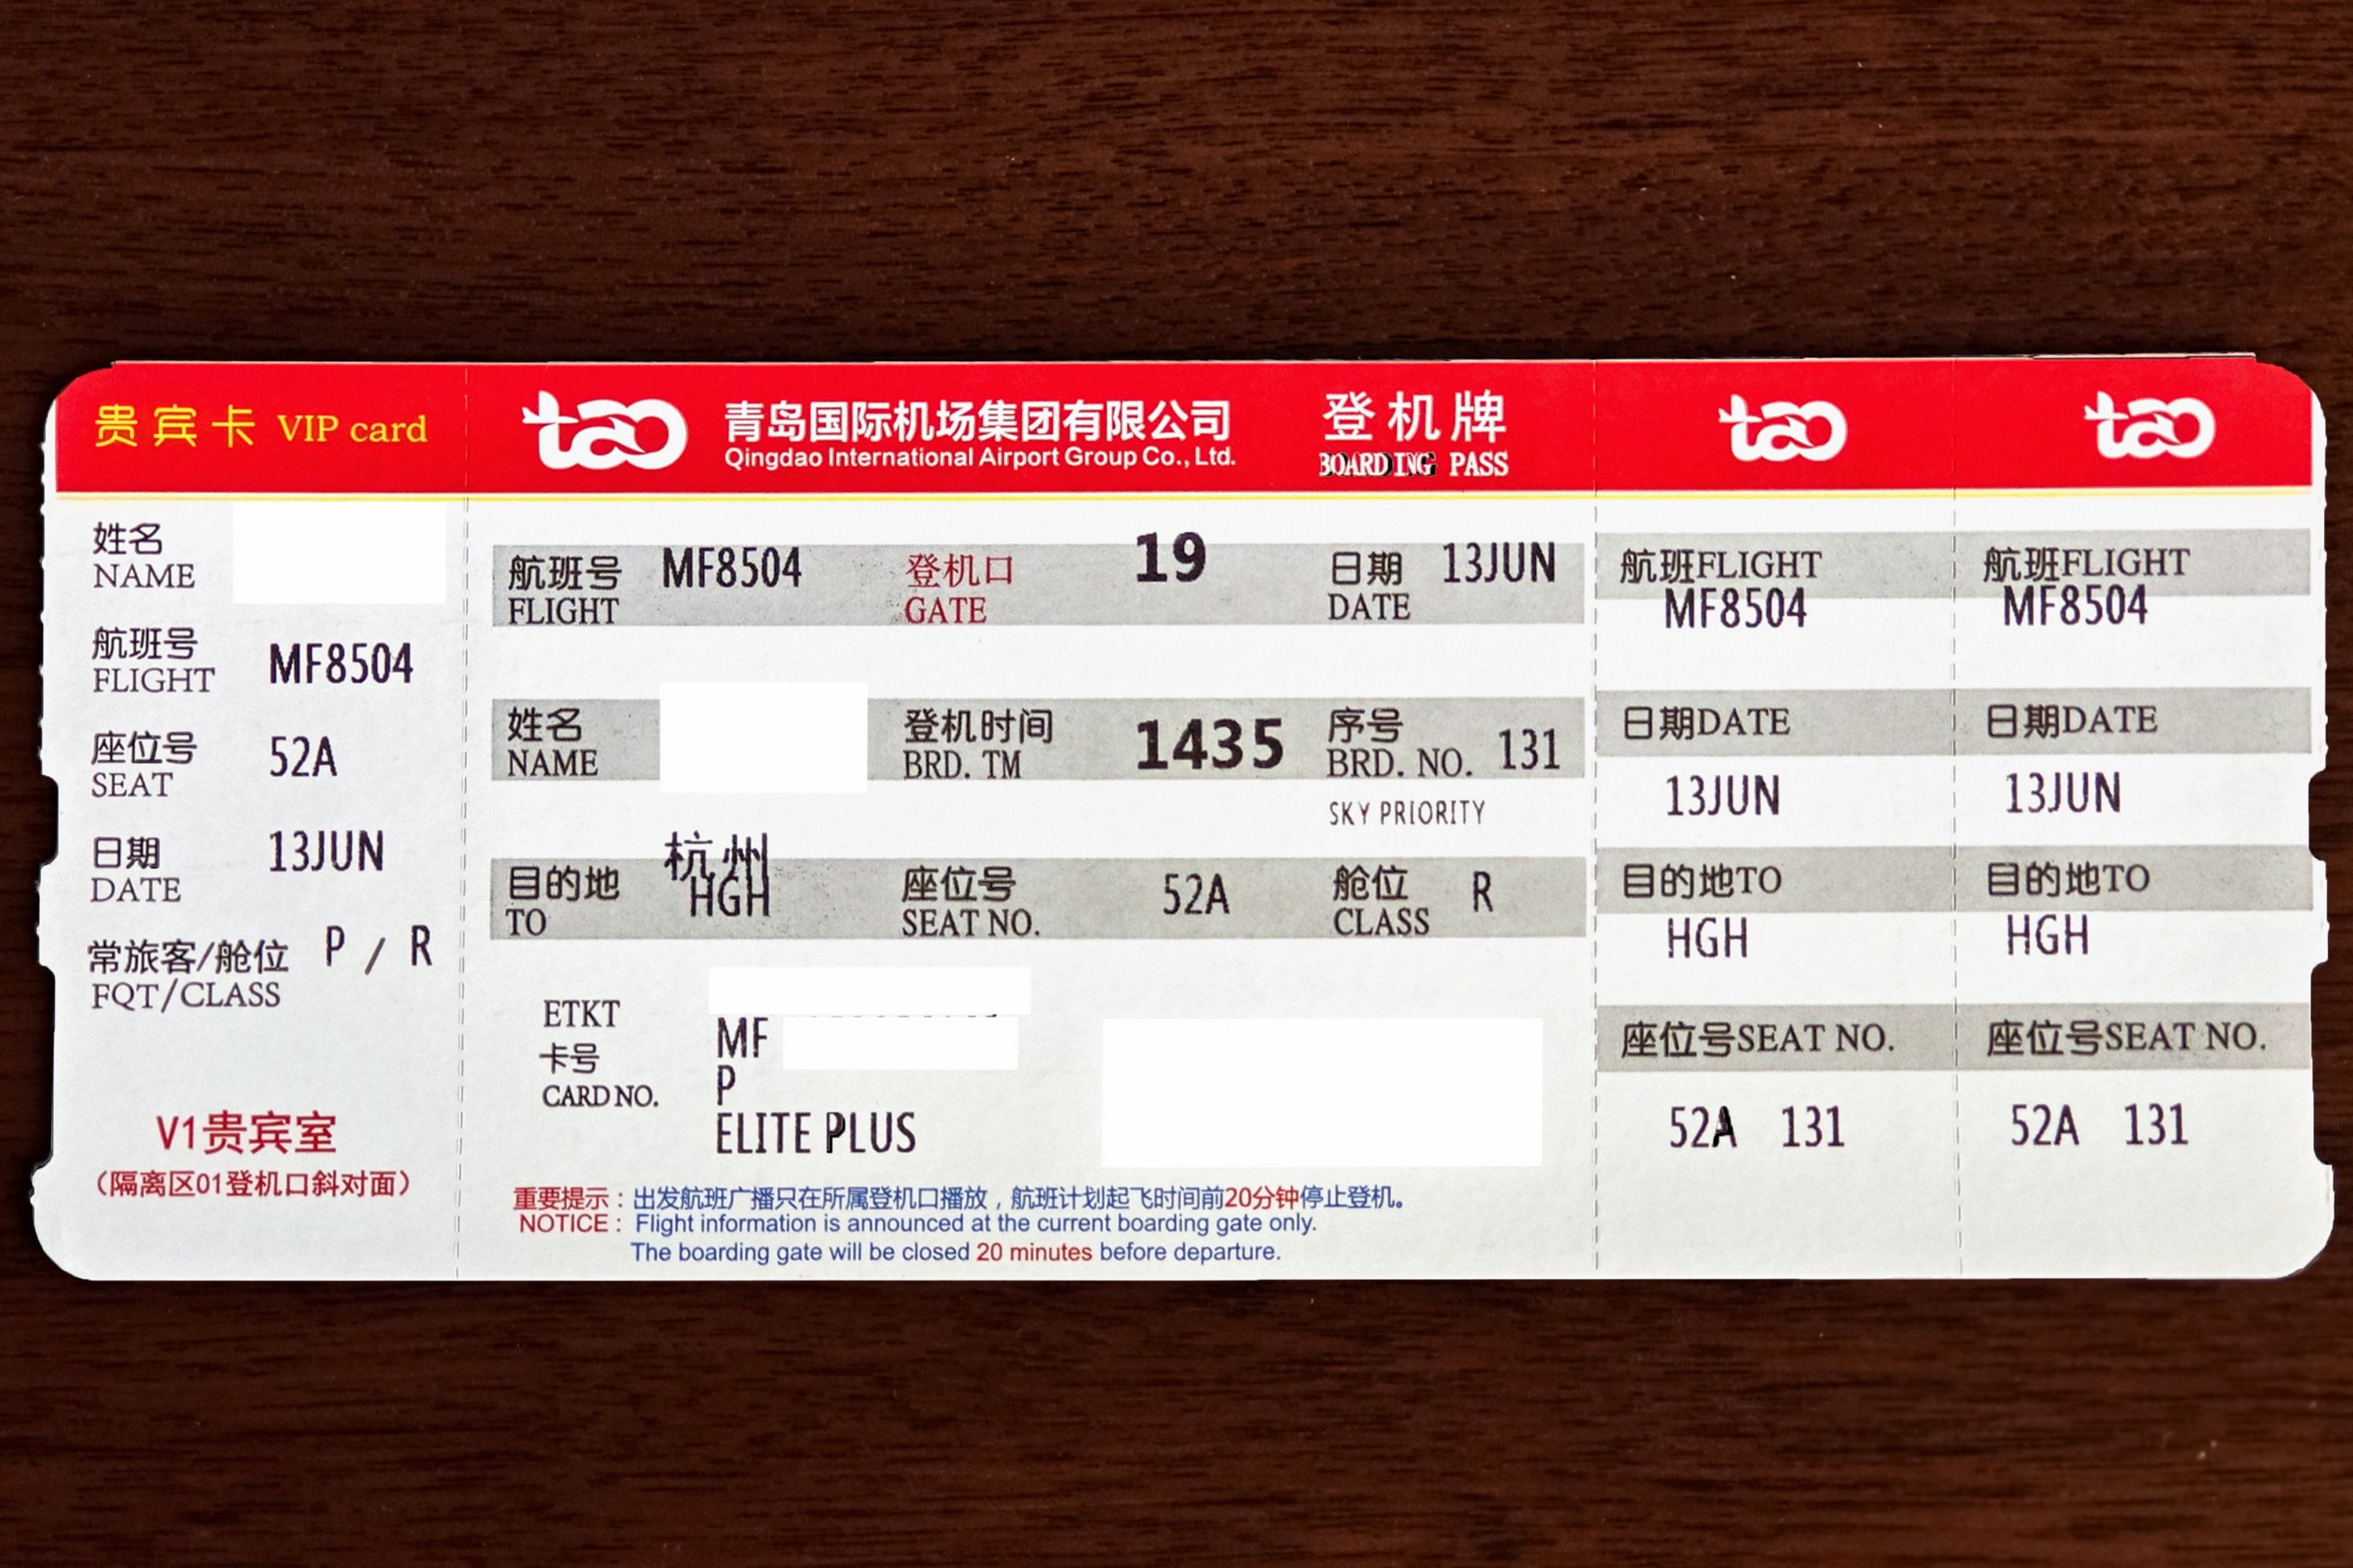 贵宾卡 VIP card
姓名
NAME
航班号
FLIGHT
MF8504
座位号
SEAT
52A
日期
DATE
13JUN
常旅客/舱位
FQT/CLASS
P / R
V1贵宾室
（隔离区01登机口斜对面）
tao
青岛国际机场集团有限公司
Qingdao International Airport Group Co., Ltd.
登机牌
BOARDING PASS
航班号
FLIGHT
MF8504
登机口
GATE
19
日期
DATE
13JUN
姓名
NAME
登机时间
BRD. TM
1435
序号
BRD. NO.
131
SKY PRIORITY
目的地
TO
杭州
HGH
座位号
SEAT NO.
52A
舱位
CLASS
R
ETKT
卡号
CARD NO.
MF
P
ELITE PLUS
重要提示：出发航班广播只在所属登机口播放，航班计划起飞时间前20分钟停止登机。
NOTICE： Flight information is announced at the current boarding gate only.
The boarding gate will be closed 20 minutes before departure.
tao
航班FLIGHT
MF8504
日期DATE
13JUN
目的地TO
HGH
座位号SEAT NO.
52A 131
tao
航班FLIGHT
MF8504
日期DATE
13JUN
目的地TO
HGH
座位号SEAT NO.
52A 131